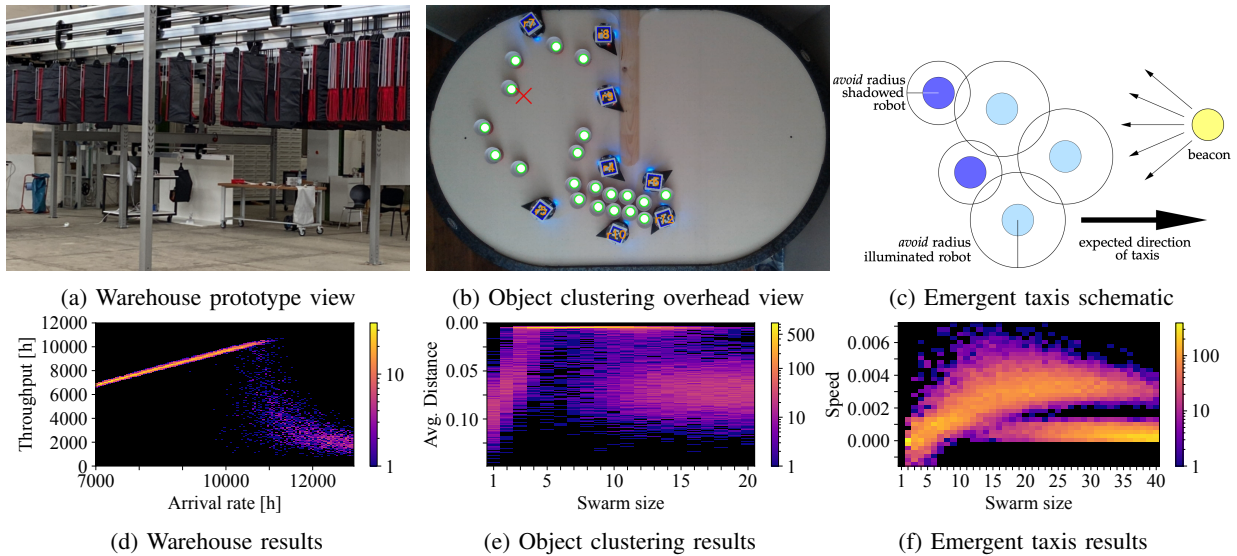 avoid radius
shadowed
robot
beacon
avoid radius
illuminated robot
expected direction
of taxis
(a) Warehouse prototype view
(b) Object clustering overhead view
(c) Emergent taxis schematic
12000
10000
8000
6000
4000
2000
0
Throughput [h]
7000
10000
12000
Arrival rate [h]
10
1
0.00
0.05
0.10
Avg. Distance
1
5
10
15
20
Swarm size
500
100
50
10
5
1
0.006
0.004
0.002
0.000
Speed
1
5
10
15
20
25
30
35
40
Swarm size
100
10
1
(d) Warehouse results
(e) Object clustering results
(f) Emergent taxis results